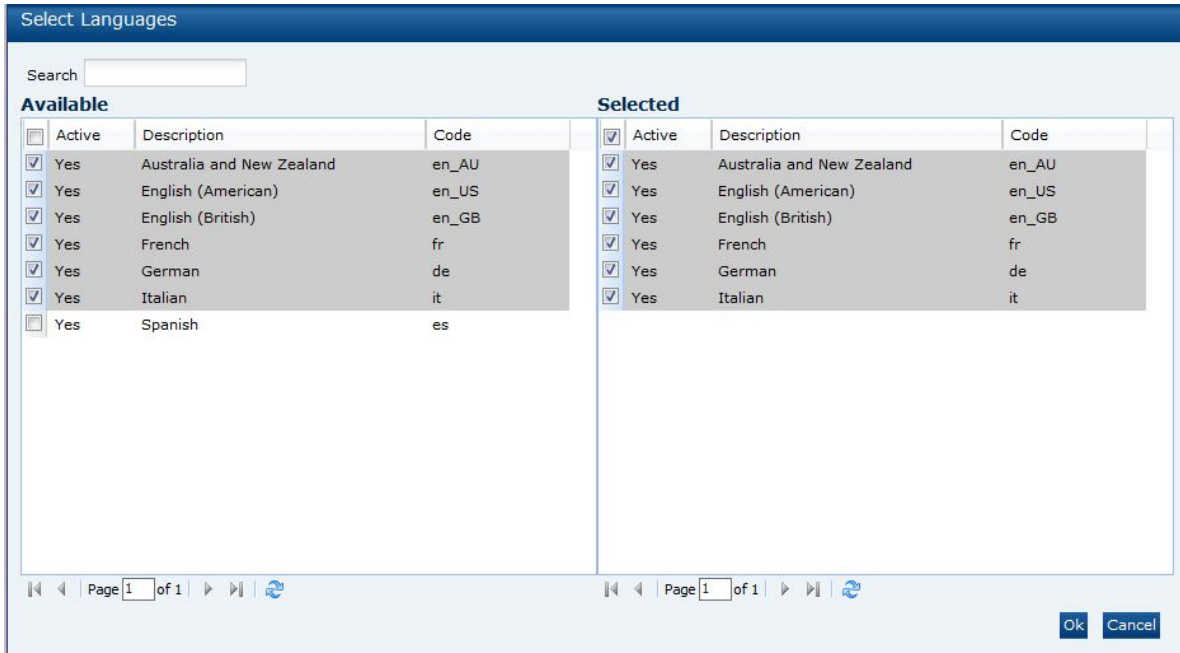 Select Languages
Search
Available
Active Description Code
Yes Australia and New Zealand en_AU
Yes English (American) en_US
Yes English (British) en_GB
Yes French fr
Yes German de
Yes Italian it
Yes Spanish es
Page 1 of 1
Selected
Active Description Code
Yes Australia and New Zealand en_AU
Yes English (American) en_US
Yes English (British) en_GB
Yes French fr
Yes German de
Yes Italian it
Page 1 of 1
Ok Cancel